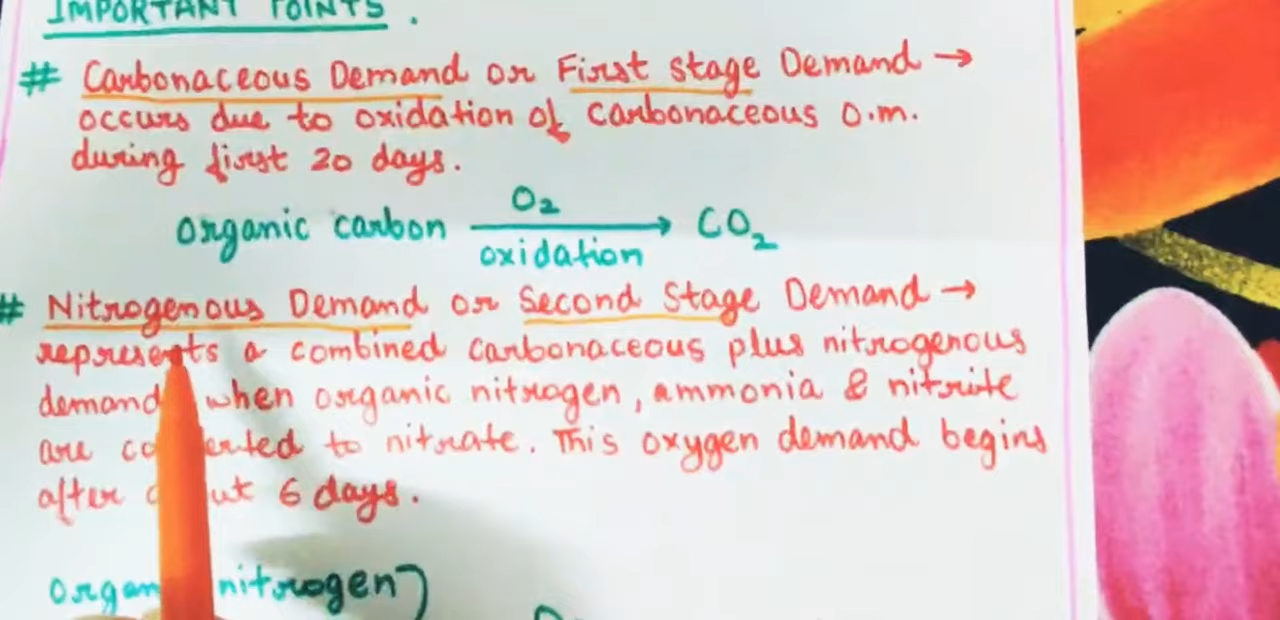 IMPORTANT POINTS.
# Carbonaceous Demand or First stage Demand →
occurs due to oxidation of carbonaceous O.m.
during first 20 days.
O₂
organic carbon → CO₂
oxidation
# Nitrogenous Demand or Second Stage Demand →
represents a combined carbonaceous plus nitrogenous
demand when organic nitrogen, ammonia & nitrite
are to nitrate. This oxygen demand begins
after 6 days.
nitrogen